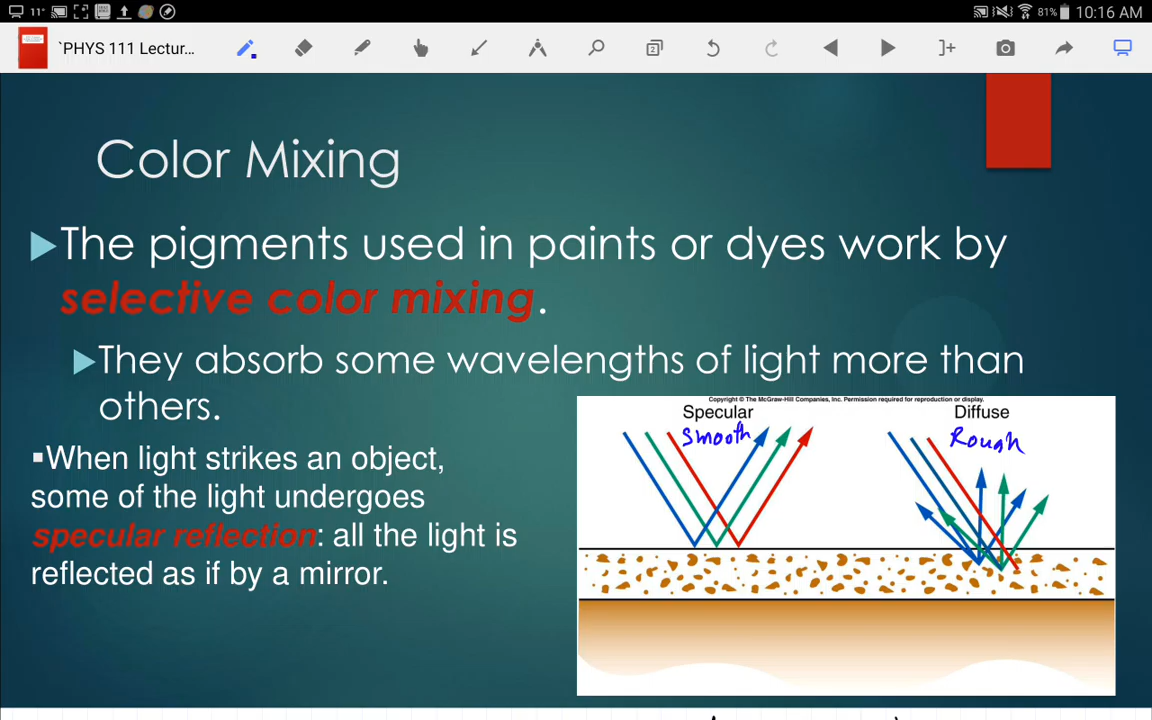 11°
81%
10:16 AM
`PHYS 111 Lectur...
2
Color Mixing
The pigments used in paints or dyes work by
selective color mixing.
They absorb some wavelengths of light more than
others.
▪When light strikes an object,
some of the light undergoes
specular reflection: all the light is
reflected as if by a mirror.
Copyright © The McGraw-Hill Companies, Inc. Permission required for reproduction or display.
Specular
Smooth
Diffuse
Rough